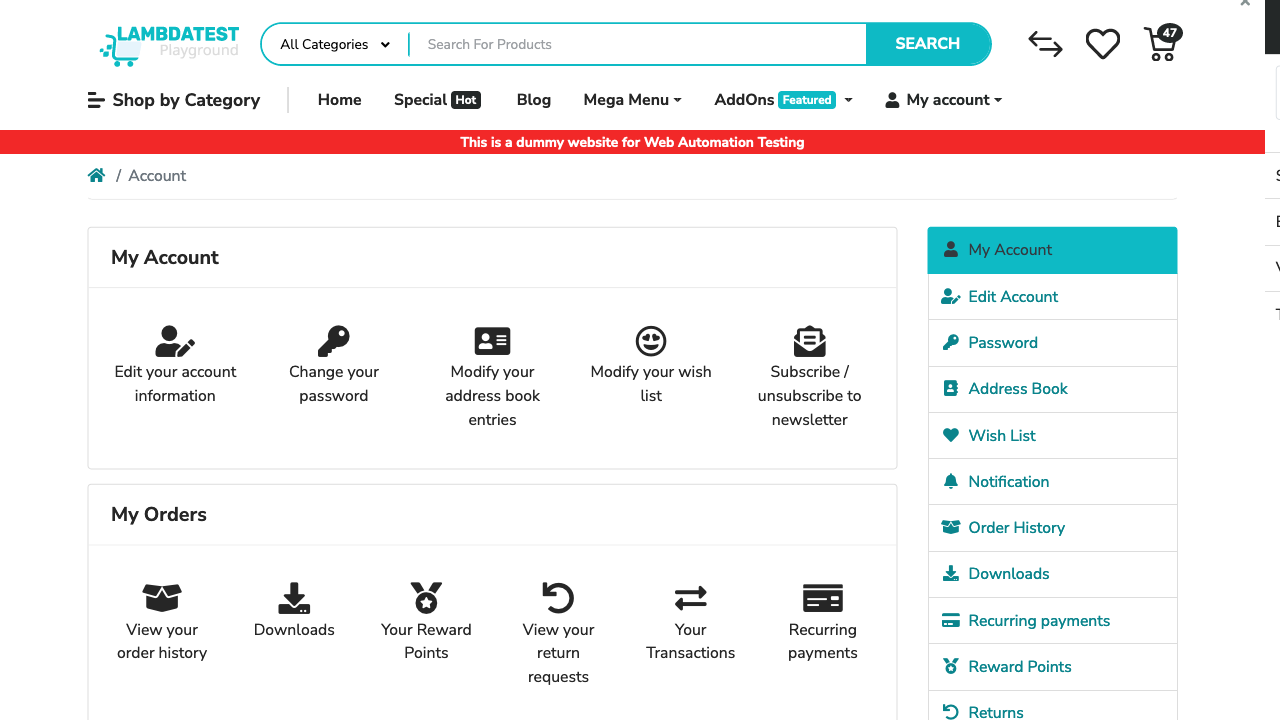 LAMBDATEST
Playground
All Categories
Search For Products
SEARCH
47
Shop by Category
Home
Special Hot
Blog
Mega Menu
AddOns Featured
My account
This is a dummy website for Web Automation Testing
/ Account
My Account
Edit your account
information
Change your
password
Modify your
address book
entries
Modify your wish
list
Subscribe /
unsubscribe to
newsletter
My Orders
View your
order history
Downloads
Your Reward
Points
View your
return
requests
Your
Transactions
Recurring
payments
My Account
Edit Account
Password
Address Book
Wish List
Notification
Order History
Downloads
Recurring payments
Reward Points
Returns